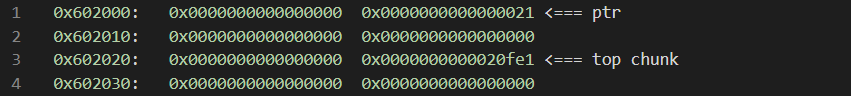 1 0x602000: 0x0000000000000000 0x0000000000000021 <=== ptr
2 0x602010: 0x0000000000000000 0x0000000000000000
3 0x602020: 0x0000000000000000 0x0000000000020fe1 <=== top chunk
4 0x602030: 0x0000000000000000 0x0000000000000000